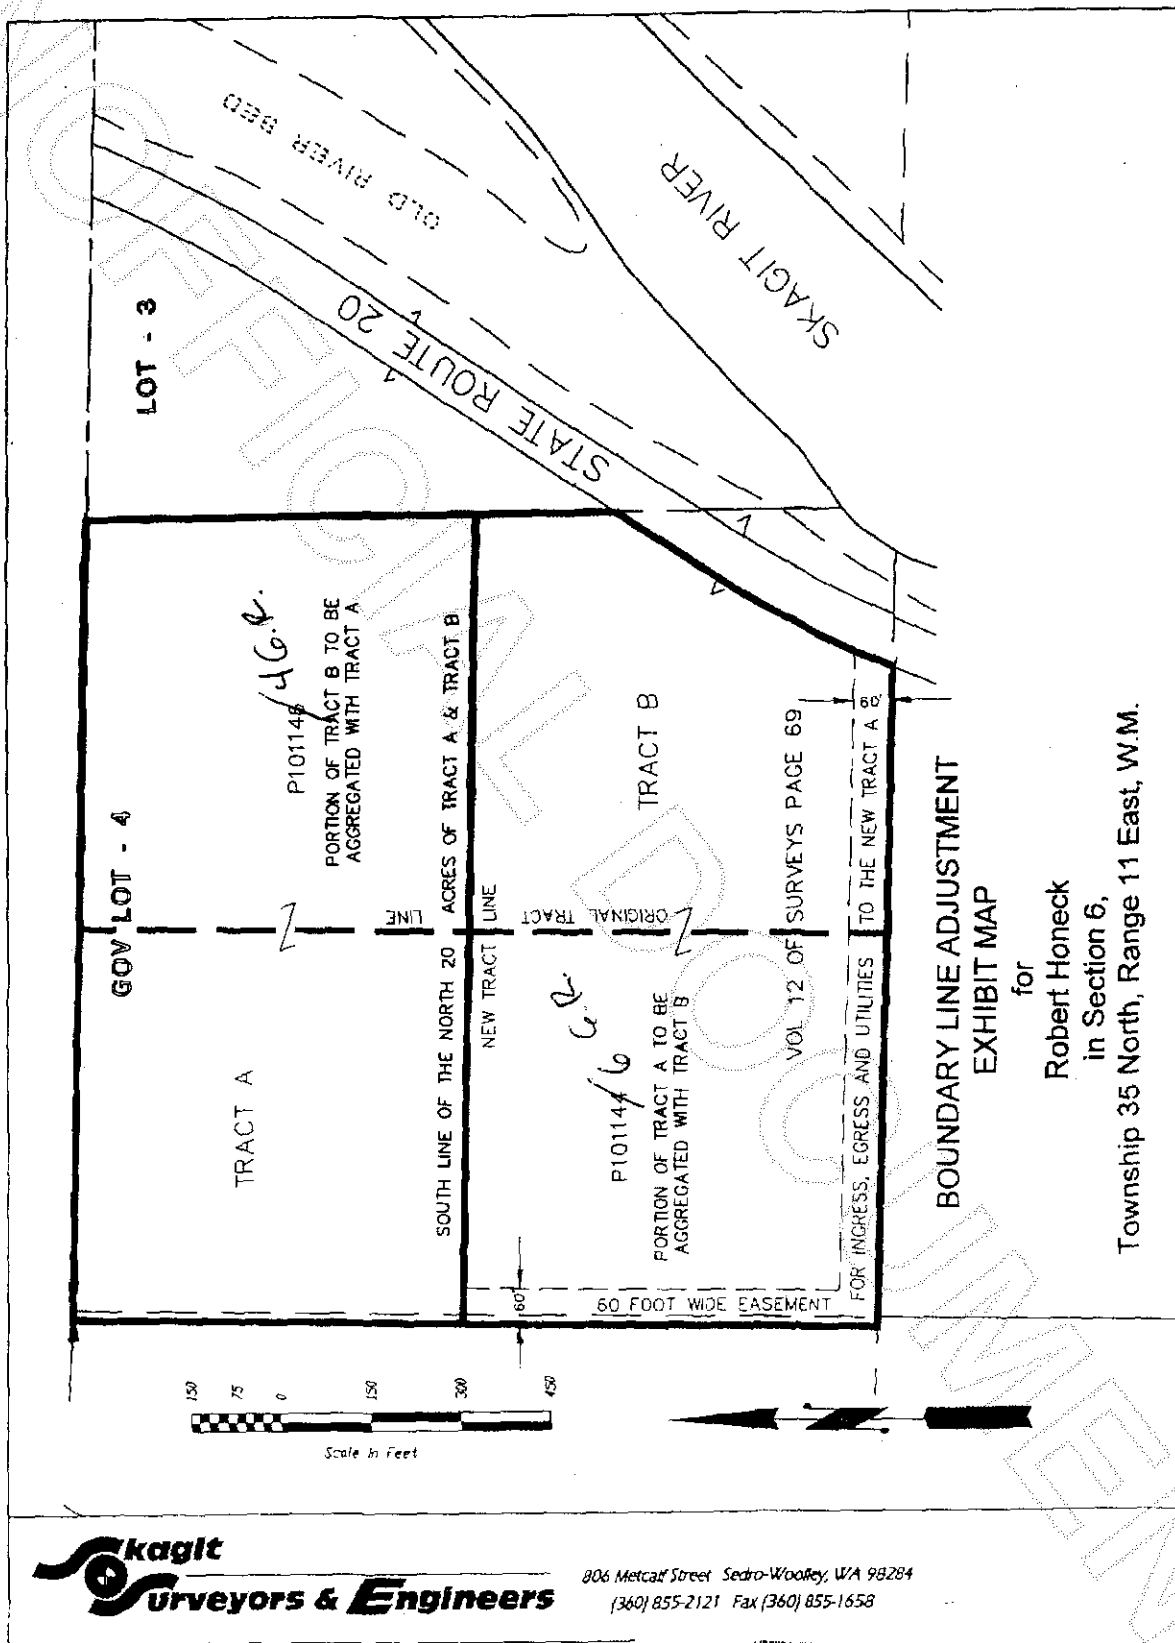 LOT - 3
OLD RIVER BED
SKAGIT RIVER
STATE ROUTE 20
GOV LOT - 4
P101146
G.R.
PORTION OF TRACT B TO BE
AGGREGATED WITH TRACT A
TRACT A
SOUTH LINE OF THE NORTH 20 ACRES OF TRACT A & TRACT B
NEW TRACT LINE
ORIGINAL TRACT LINE
TRACT B
P101144
6
G.R.
PORTION OF TRACT A TO BE
AGGREGATED WITH TRACT B
VOL 12 OF SURVEYS PAGE 69
60'
60'
60 FOOT WIDE EASEMENT
FOR INGRESS, EGRESS AND UTILITIES TO THE NEW TRACT A
BOUNDARY LINE ADJUSTMENT
EXHIBIT MAP
for
Robert Honeck
in Section 6,
Township 35 North, Range 11 East, W.M.
150 75 0 150 300 450
Scale In Feet
Skagit
Surveyors & Engineers
806 Metcalf Street Sedro-Woolley, WA 98284
(360) 855-2121 Fax (360) 855-1658
UNOFFICIAL DOCUMENT